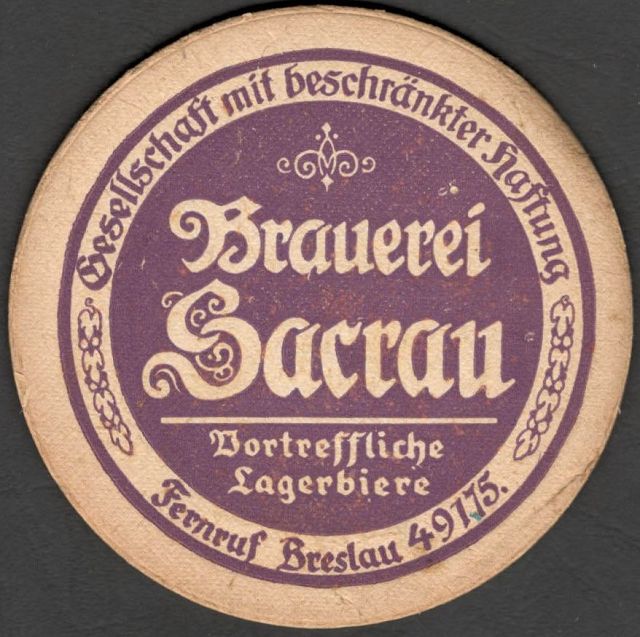 Gesellschaft mit beschränkter Haftung
Brauerei
Sacrau
Vortreffliche
Lagerbiere
Fernruf Breslau 49175.